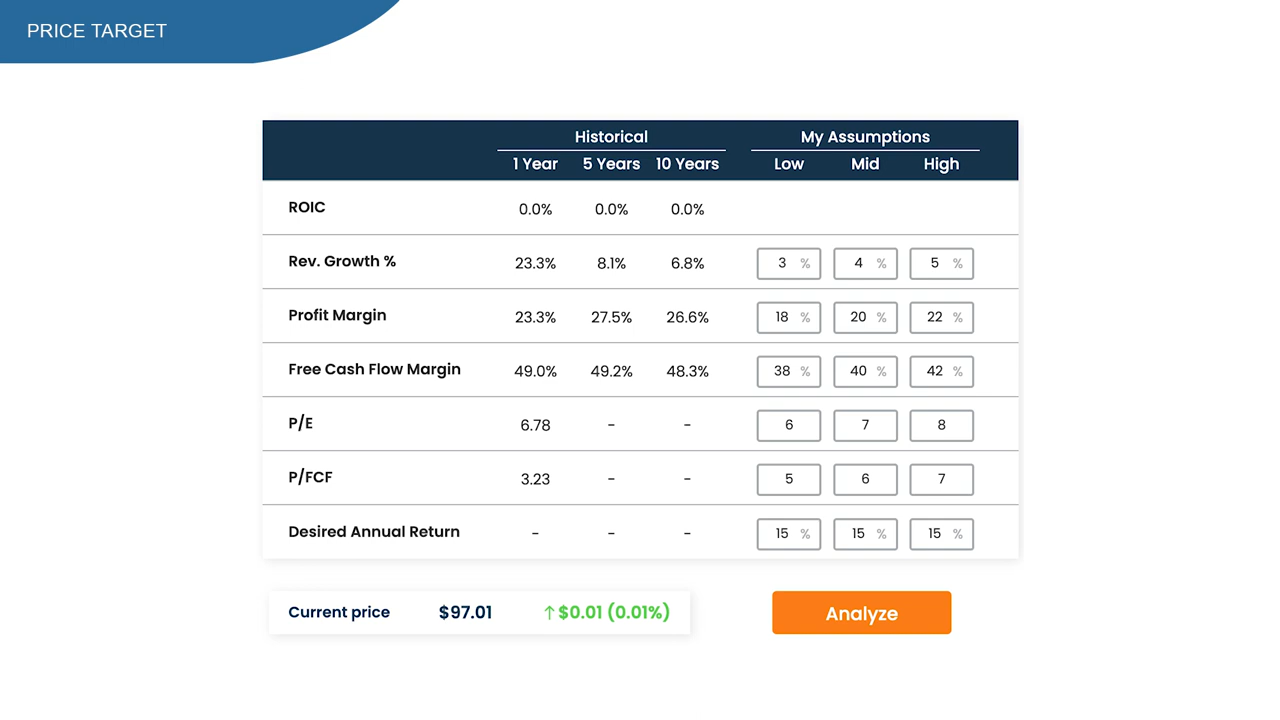 PRICE TARGET
Historical My Assumptions
1 Year 5 Years 10 Years Low Mid High
ROIC 0.0% 0.0% 0.0%
Rev. Growth % 23.3% 8.1% 6.8% 3 % 4 % 5 %
Profit Margin 23.3% 27.5% 26.6% 18 % 20 % 22 %
Free Cash Flow Margin 49.0% 49.2% 48.3% 38 % 40 % 42 %
P/E 6.78 - - 6 7 8
P/FCF 3.23 - - 5 6 7
Desired Annual Return - - - 15 % 15 % 15 %
Current price $97.01 ↑ $0.01 (0.01%) Analyze